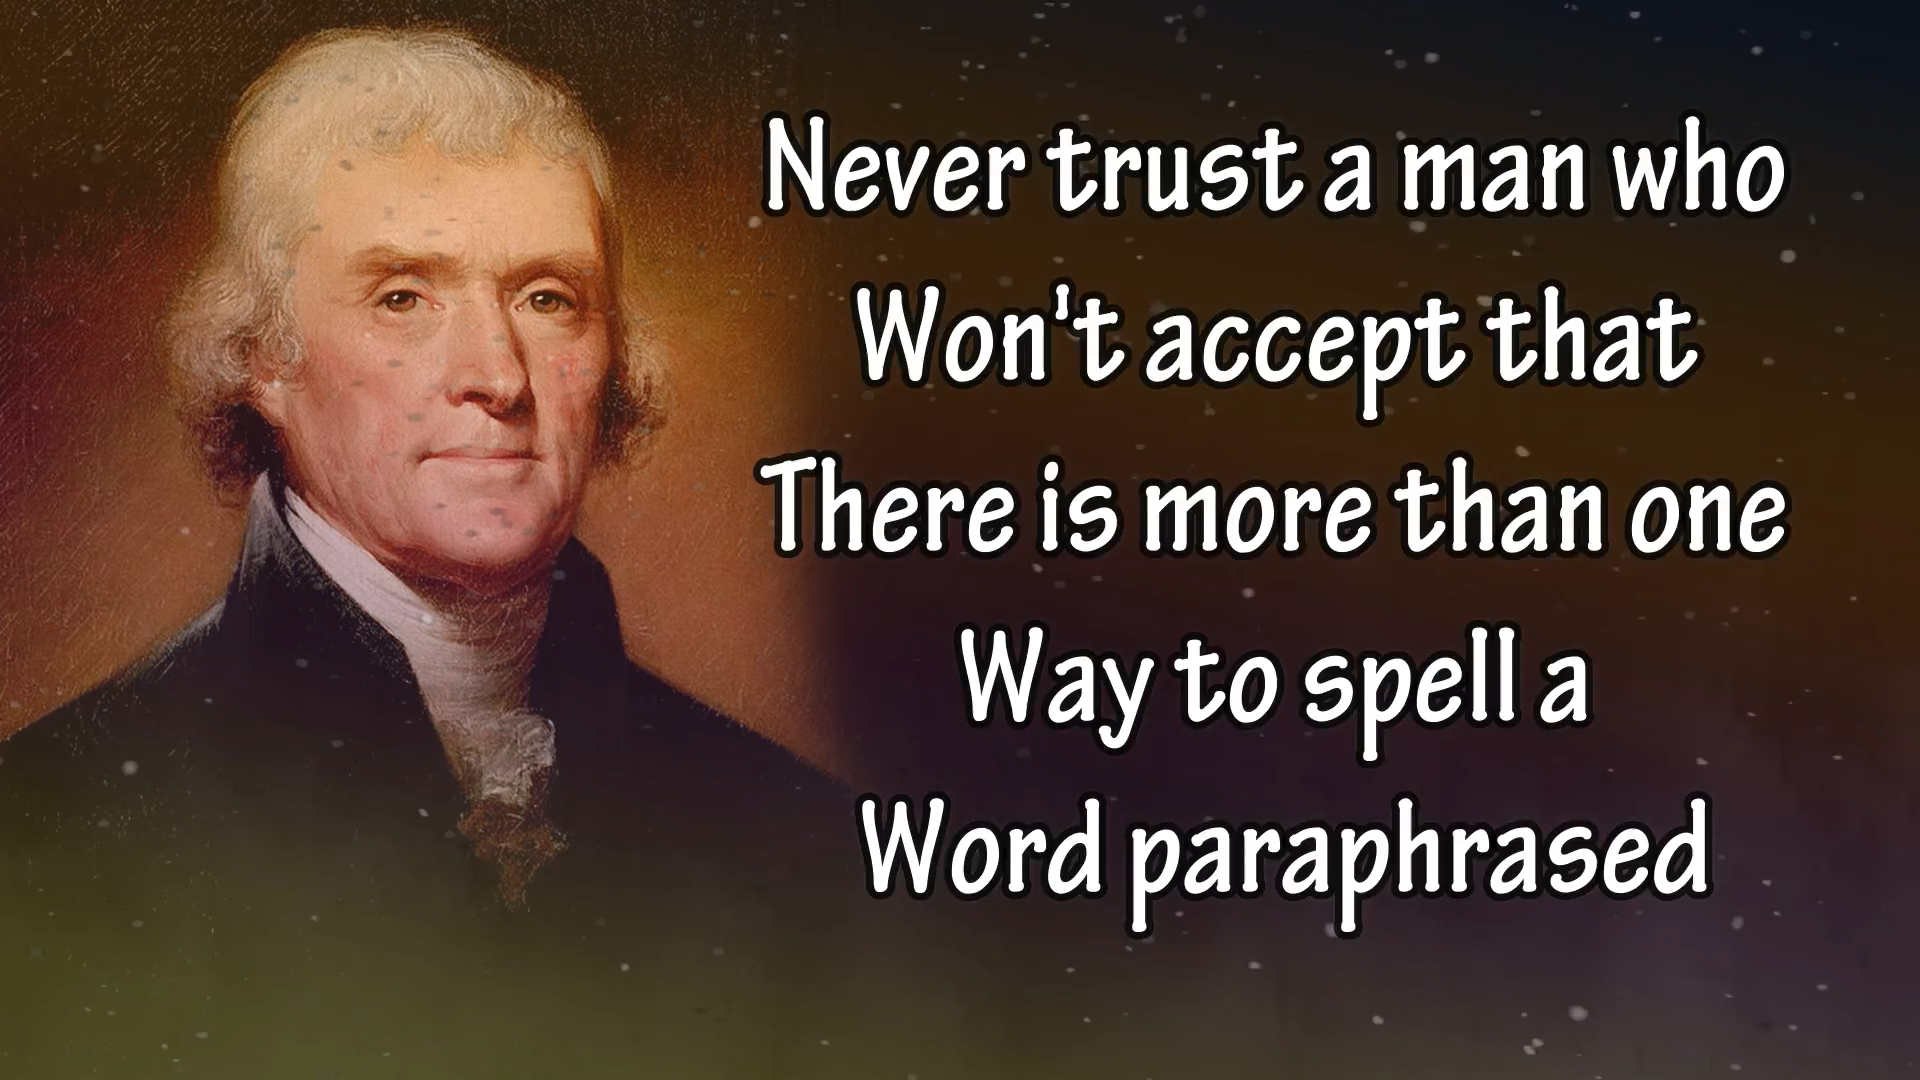 Never trust a man who
Won't accept that
There is more than one
Way to spell a
Word paraphrased